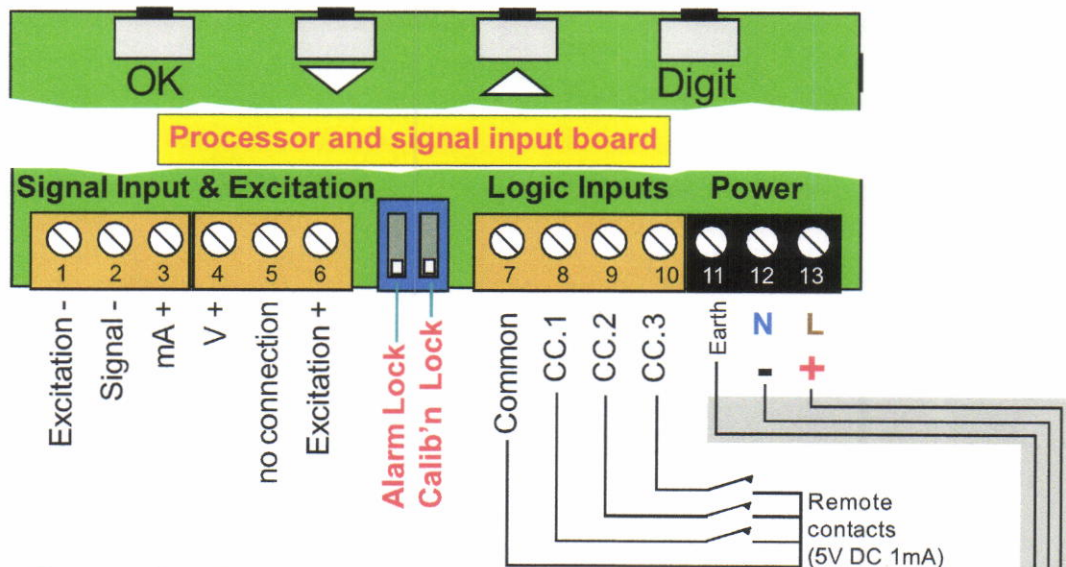 OK Digit
Processor and signal input board
Signal Input & Excitation Logic Inputs Power
1 2 3 4 5 6 7 8 9 10 11 12 13
Excitation -
Signal -
mA +
V +
no connection
Excitation +
Alarm Lock
Calib'n Lock
Common
CC.1
CC.2
CC.3
Earth
N L
- +
Remote
contacts
(5V DC 1mA)